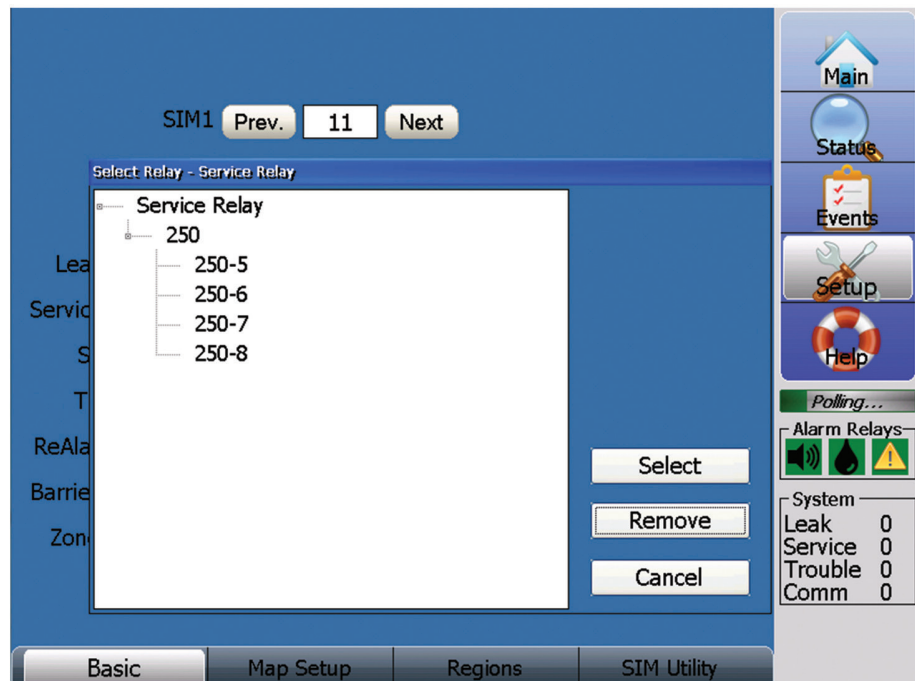 SIM1 Prev. 11 Next
Select Relay - Service Relay
Service Relay
250
250-5
250-6
250-7
250-8
Lea
Servic
S
T
ReAla
Barrie
Zon
Select
Remove
Cancel
Basic Map Setup Regions SIM Utility
Main
Status
Events
Setup
Help
Polling...
Alarm Relays
System
Leak 0
Service 0
Trouble 0
Comm 0